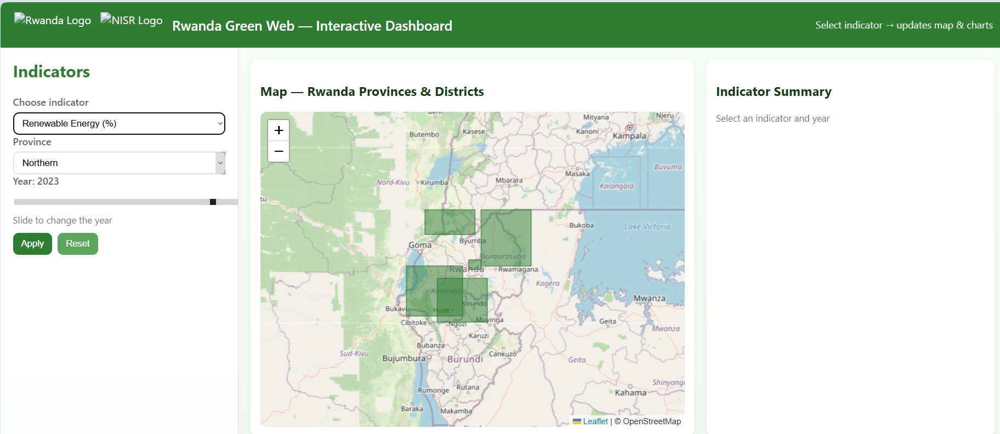 Rwanda Logo
NISR Logo
Rwanda Green Web — Interactive Dashboard
Select indicator → updates map & charts
Indicators
Choose indicator
Renewable Energy (%)
Province
Northern
Year: 2023
Slide to change the year
Apply
Reset
Map — Rwanda Provinces & Districts
+
−
Beni
Mityana
Njeru
Butembo
Kasese
Kanoni
Kampala
Buvuma
Nord-Kivu
Kirumba
Mbarara
Masaka
Kalangala
Bukoba
Lake Victoria
Goma
Byumba
Iburasirasuba
Rwanda
Rwamagana
Kagera
Amajyepfo
Bukavu
Huye
Kirundo
Mwanza
Cibitoke
Ngozi
Muyinga
Geita
Mwanza
Karuzi
Bubanza
Sud-Kivu
Bujumbura
Burundi
Cankuzo
Geita
Shinyanga
Rumonge
Rutana
Kahama
Baraka
Makamba
Leaflet | © OpenStreetMap
Indicator Summary
Select an indicator and year